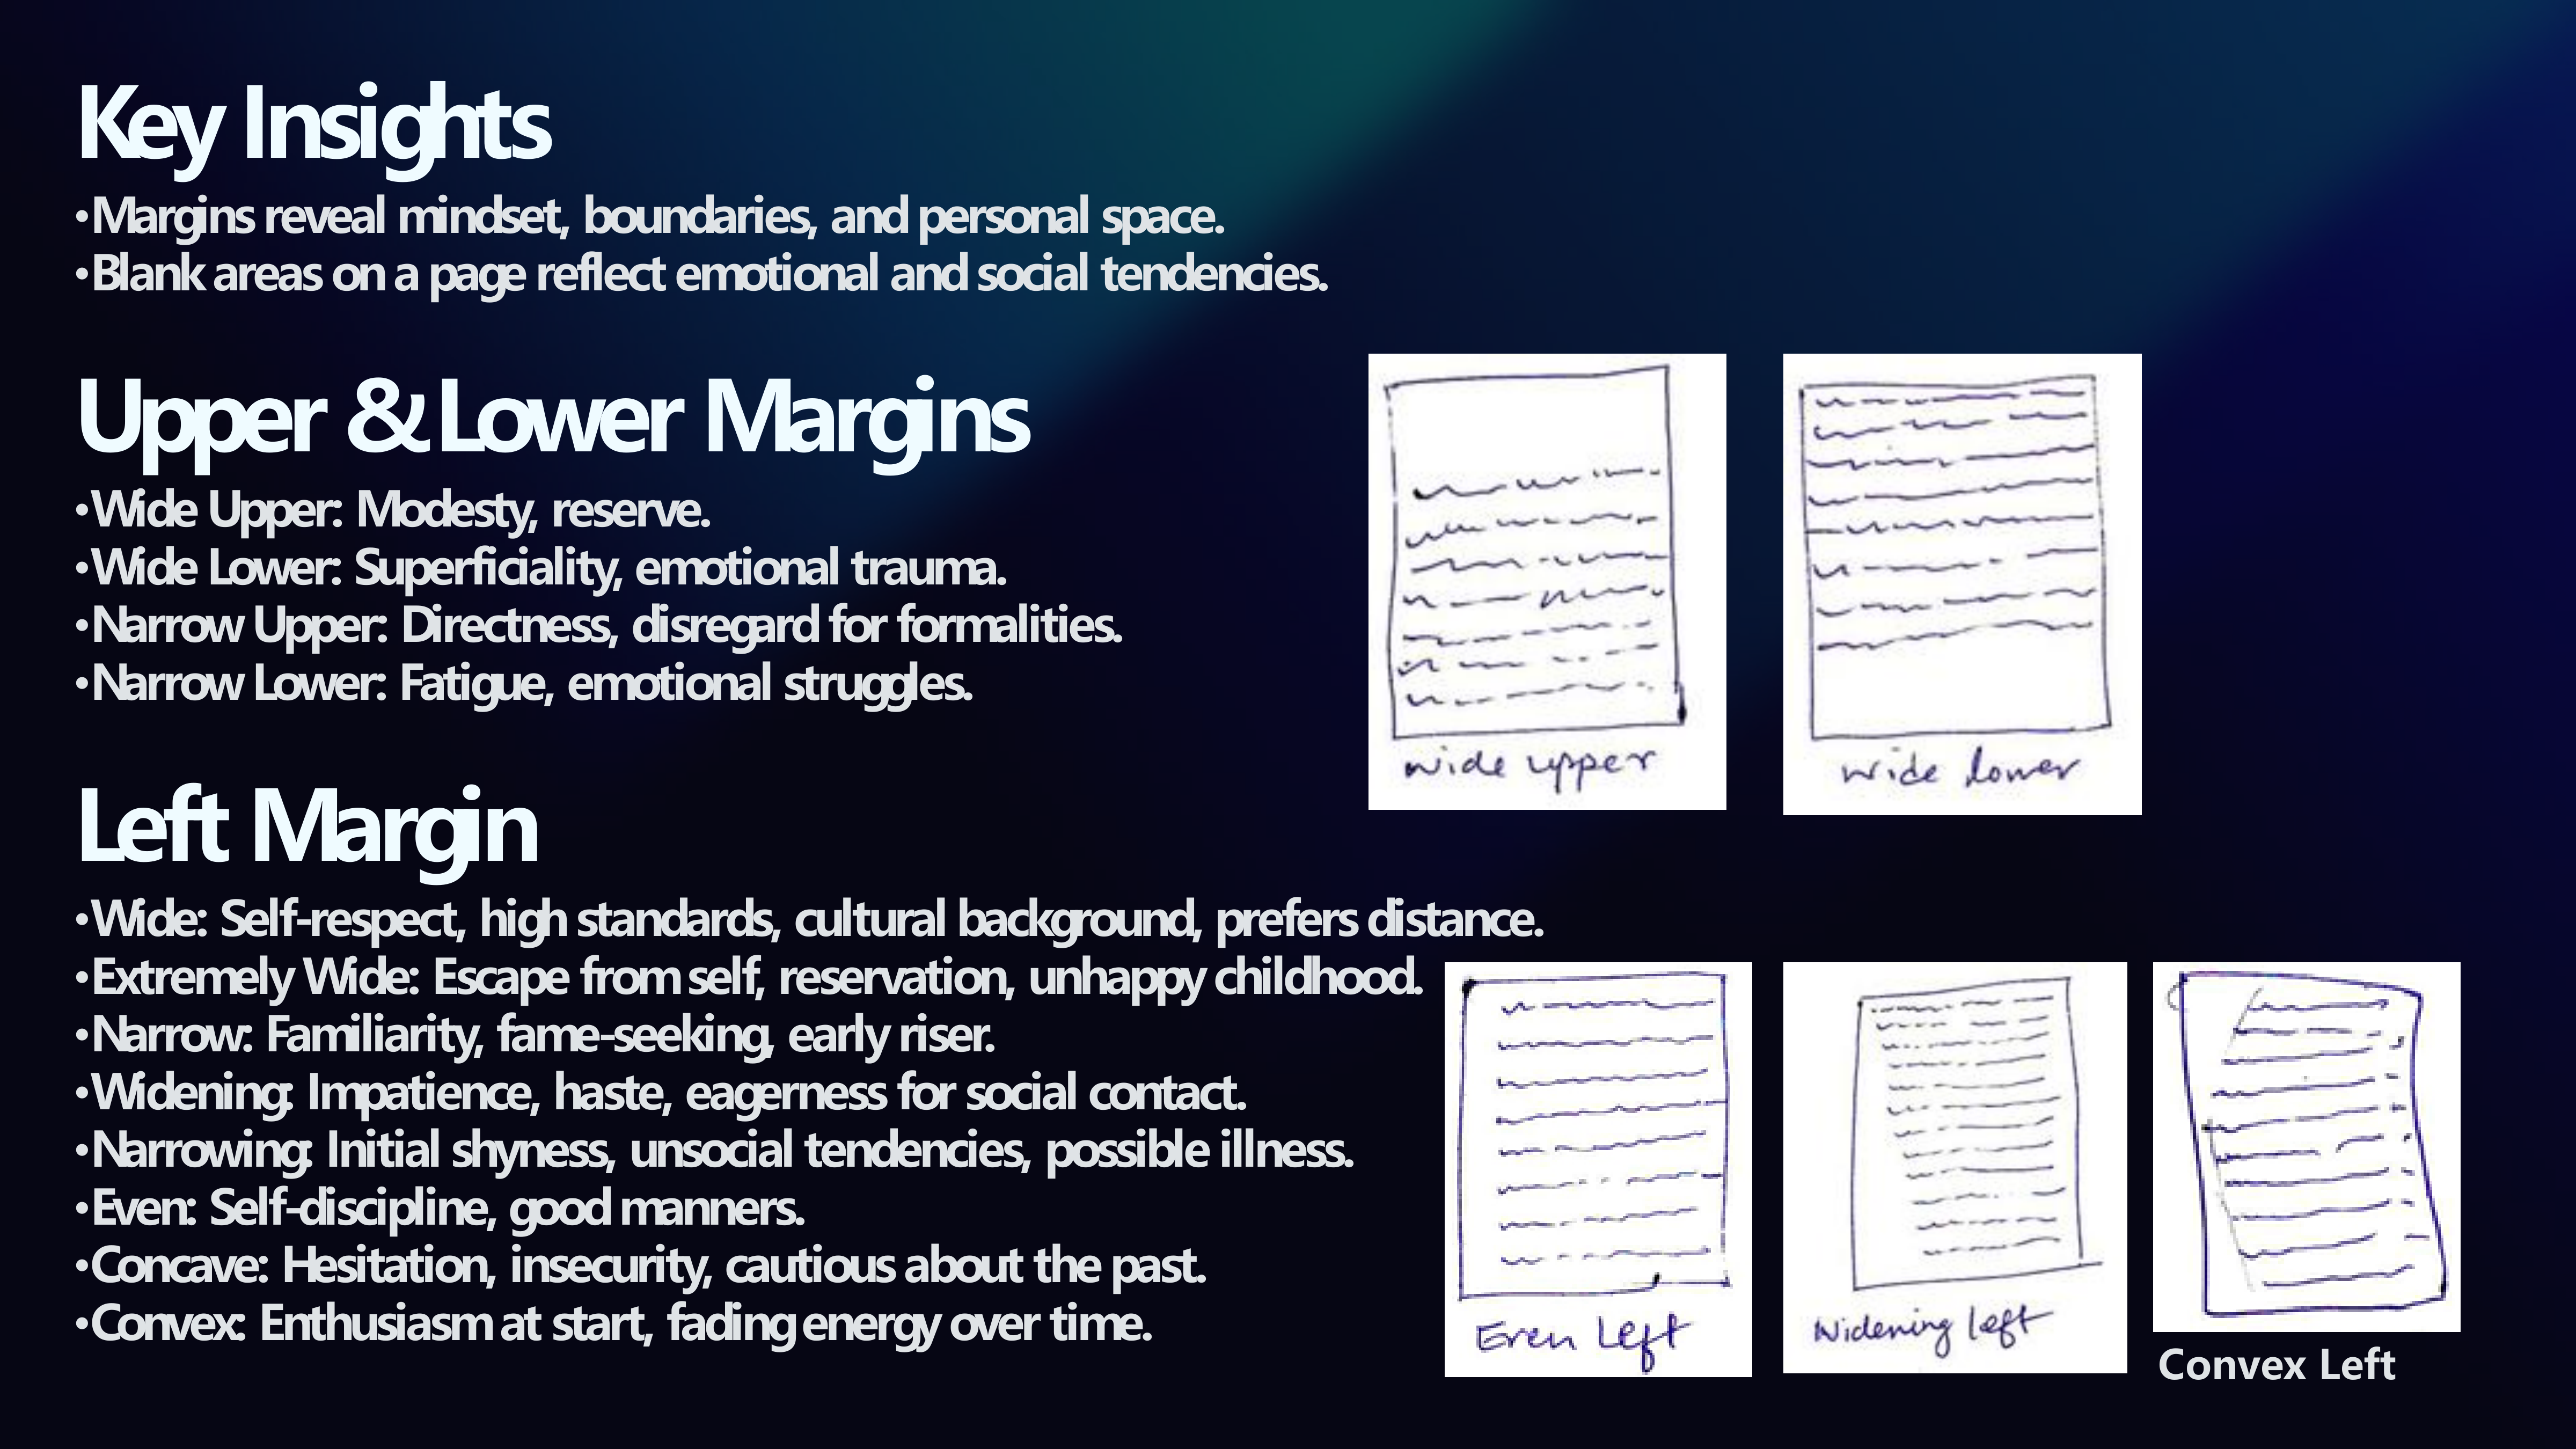 Key Insights
•Margins reveal mindset, boundaries, and personal space.
•Blank areas on a page reflect emotional and social tendencies.
Upper & Lower Margins
•Wide Upper: Modesty, reserve.
•Wide Lower: Superficiality, emotional trauma.
•Narrow Upper: Directness, disregard for formalities.
•Narrow Lower: Fatigue, emotional struggles.
wide upper
wide lower
Left Margin
•Wide: Self-respect, high standards, cultural background, prefers distance.
•Extremely Wide: Escape from self, reservation, unhappy childhood.
•Narrow: Familiarity, fame-seeking, early riser.
•Widening: Impatience, haste, eagerness for social contact.
•Narrowing: Initial shyness, unsocial tendencies, possible illness.
•Even: Self-discipline, good manners.
•Concave: Hesitation, insecurity, cautious about the past.
•Convex: Enthusiasm at start, fading energy over time.
Even Left
Widening left
Convex Left